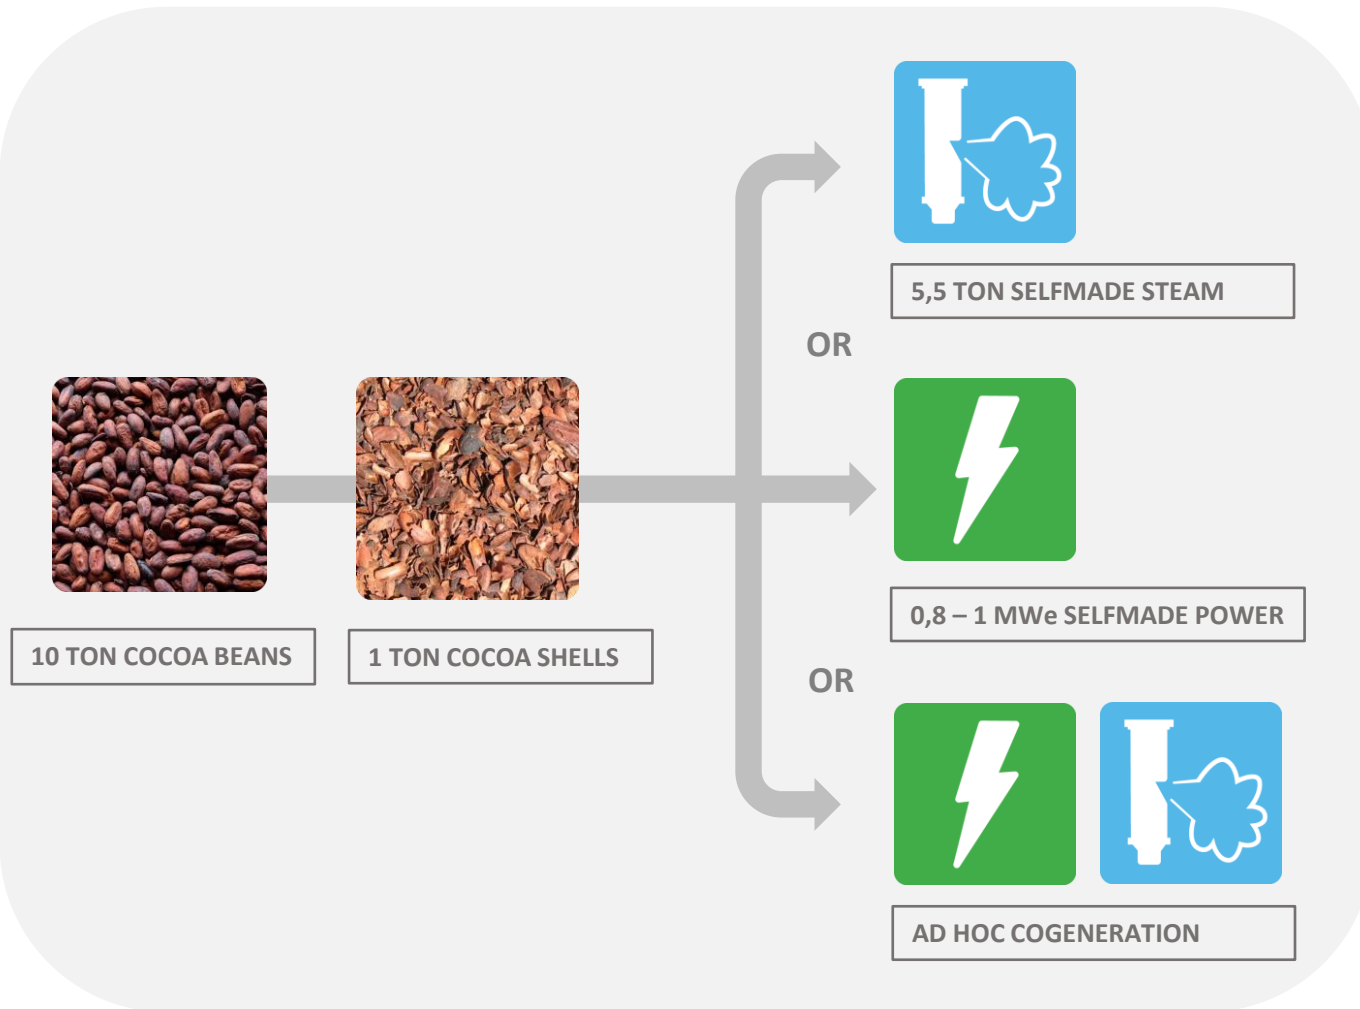 10 TON COCOA BEANS
1 TON COCOA SHELLS
5,5 TON SELFMADE STEAM
OR
0,8 – 1 MWe SELFMADE POWER
OR
AD HOC COGENERATION